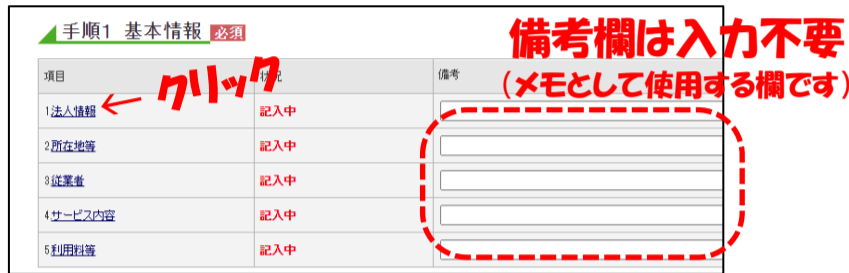 手順1 基本情報 必須
備考欄は入力不要
（メモとして使用する欄です）
項目 状況 備考
クリック
1法人情報 記入中
2所在地等 記入中
3従業者 記入中
4サービス内容 記入中
5利用料等 記入中